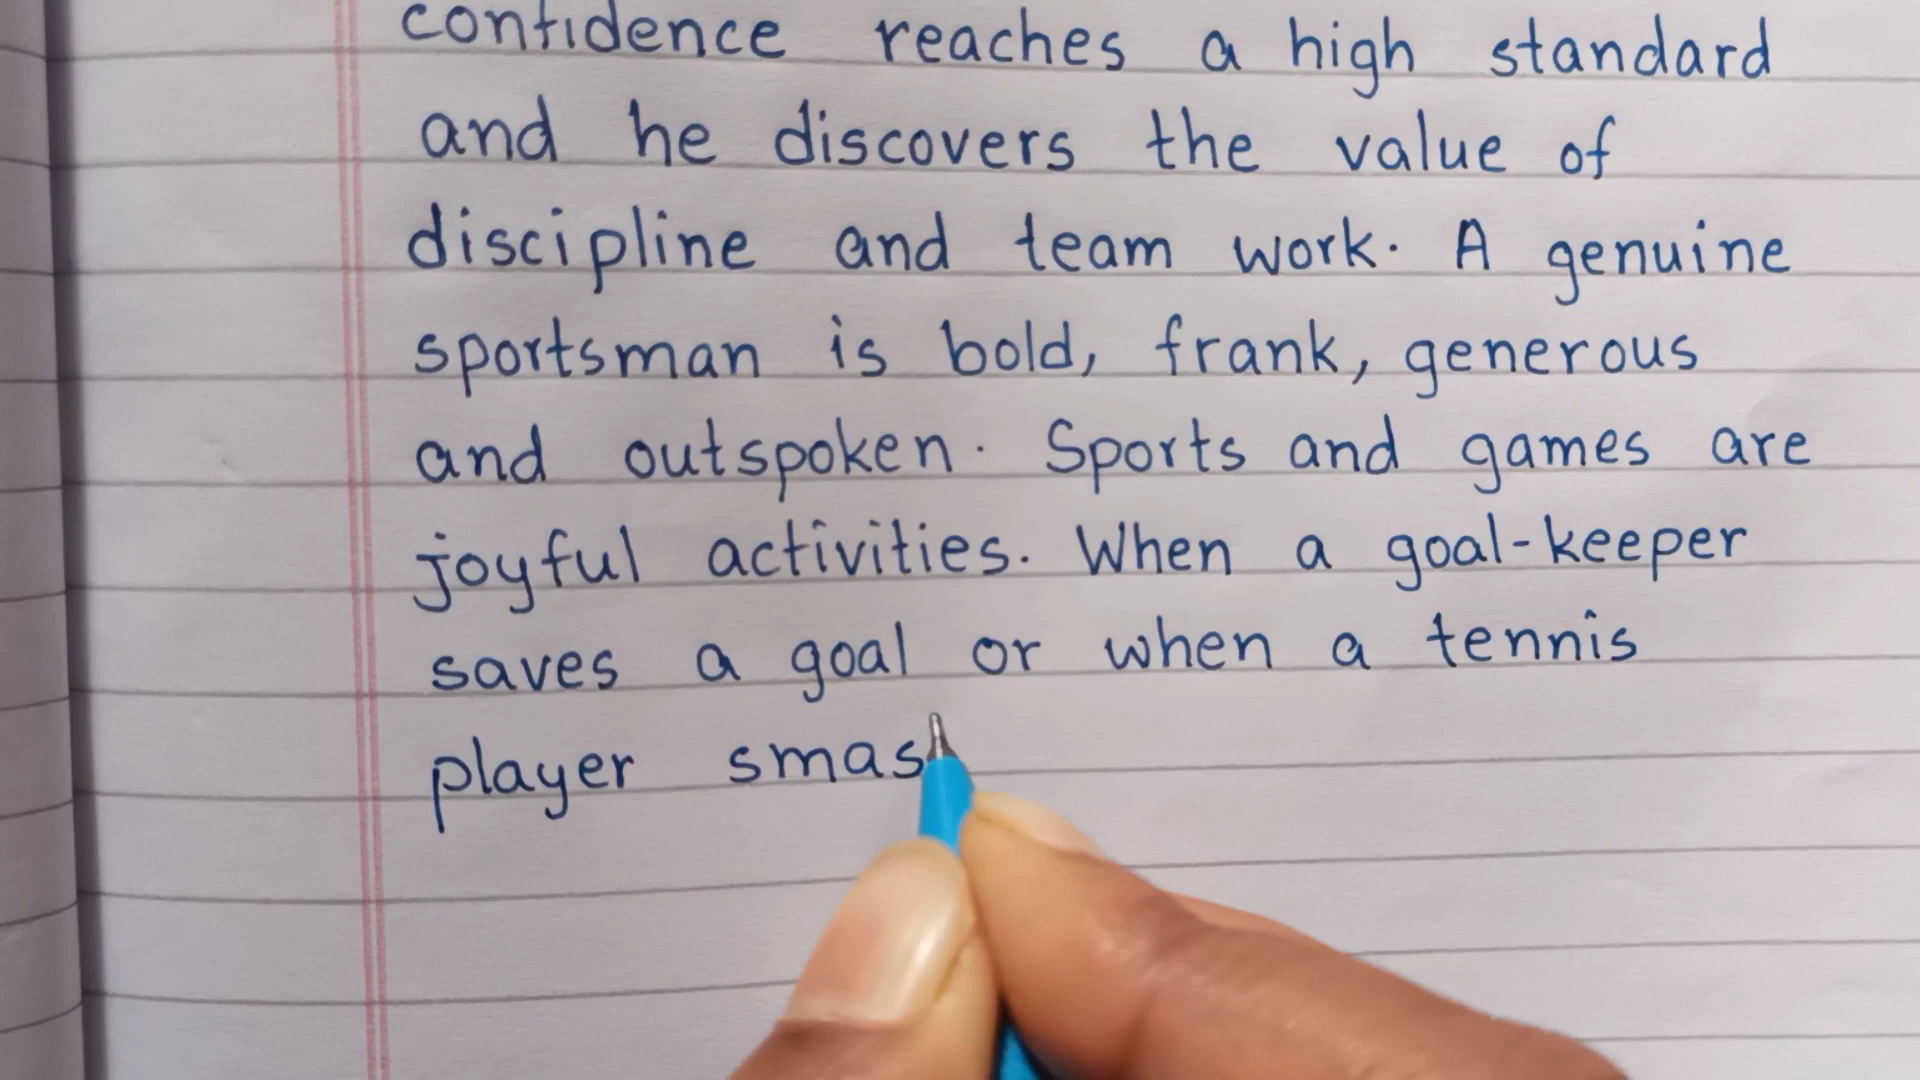 confidence reaches a high standard
and he discovers the value of
discipline and team work. A genuine
sportsman is bold, frank, generous
and outspoken. Sports and games are
joyful activities. When a goal-keeper
saves a goal or when a tennis
player smas